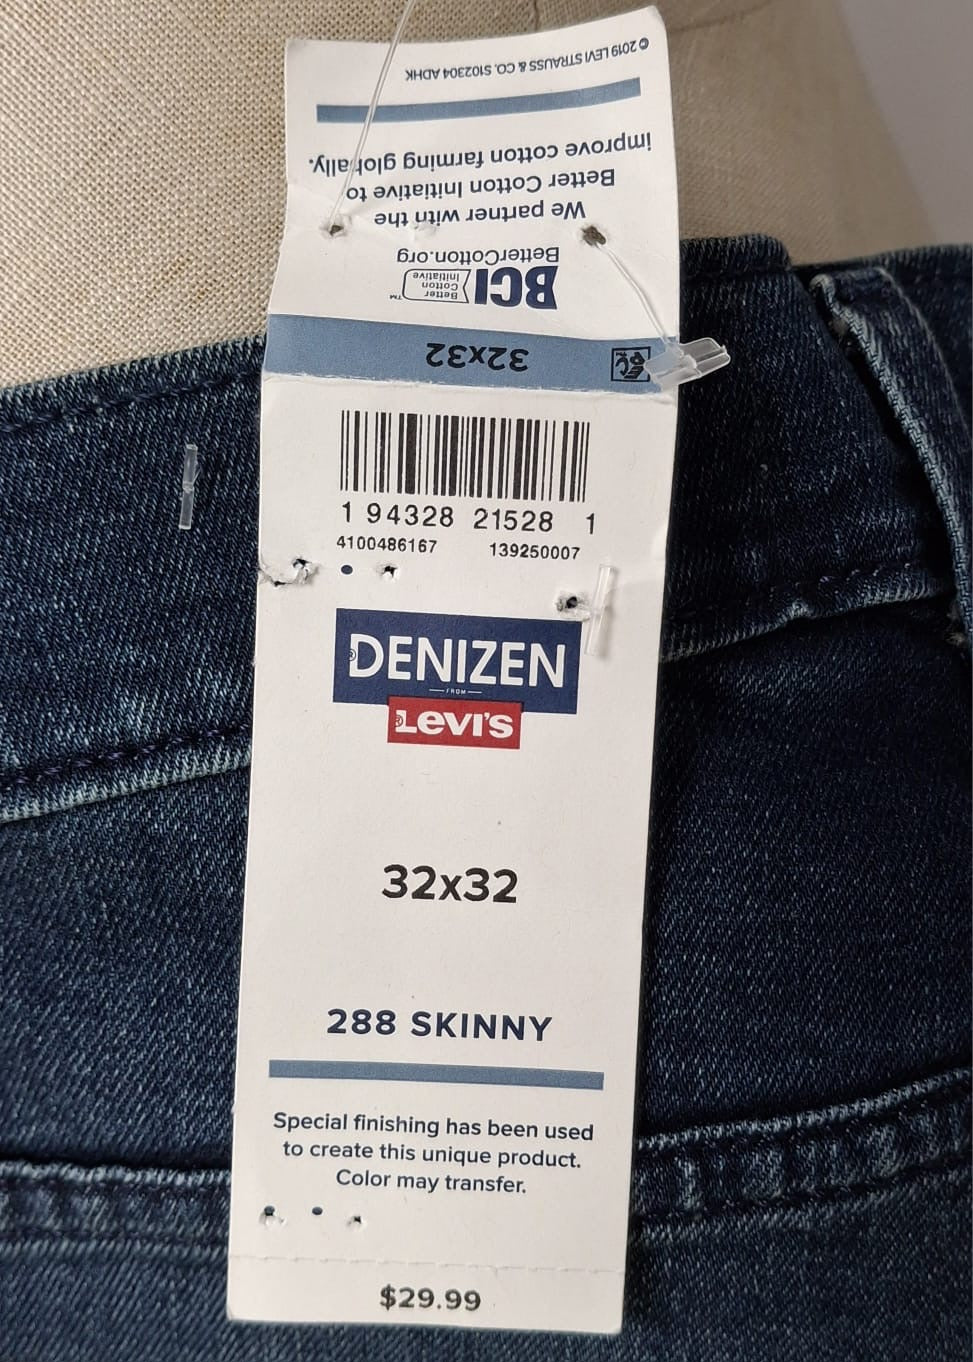 © 2019 LEVI STRAUSS & CO. S102304 ADHK
We partner with the
Better Cotton Initiative to
improve cotton farming globally.
BCI Better Cotton Initiative™
BetterCotton.org
32x32
1 94328 21528 1
4100486167 139250007
DENIZEN®
FROM
Levi's®
32x32
288 SKINNY
Special finishing has been used
to create this unique product.
Color may transfer.
$29.99